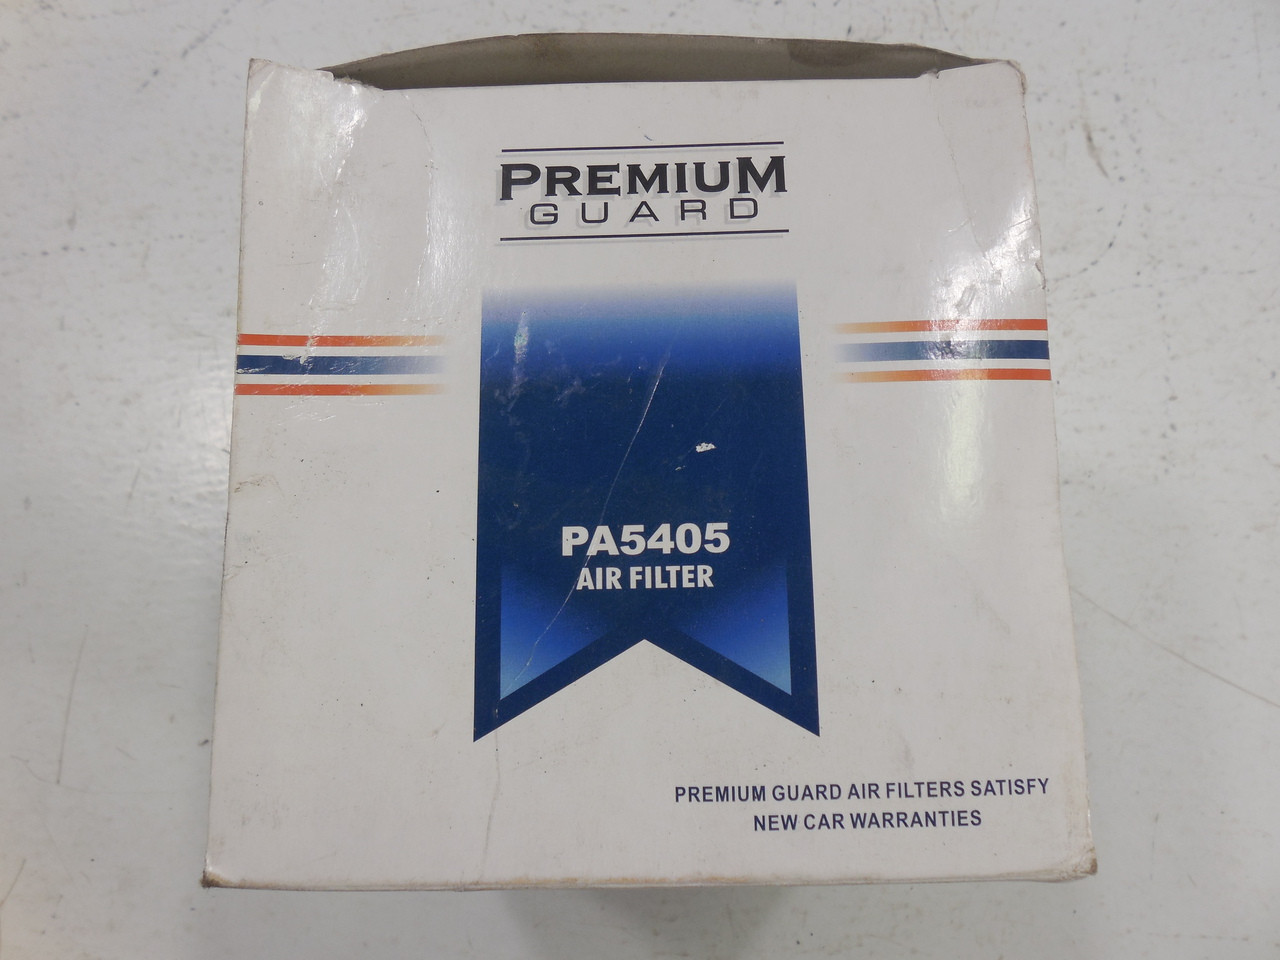 PREMIUM
GUARD
PA5405
AIR FILTER
PREMIUM GUARD AIR FILTERS SATISFY
NEW CAR WARRANTIES